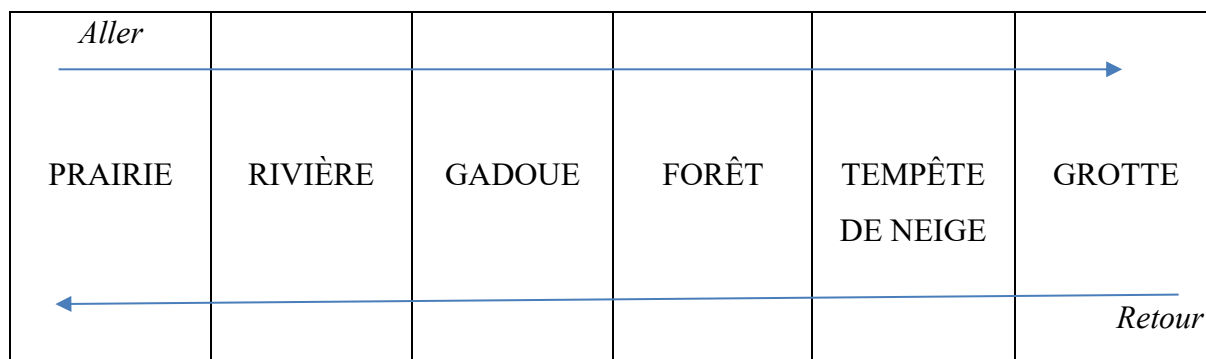 Aller
PRAIRIE RIVIÈRE GADOUE FORÊT TEMPÊTE DE NEIGE GROTTE
Retour